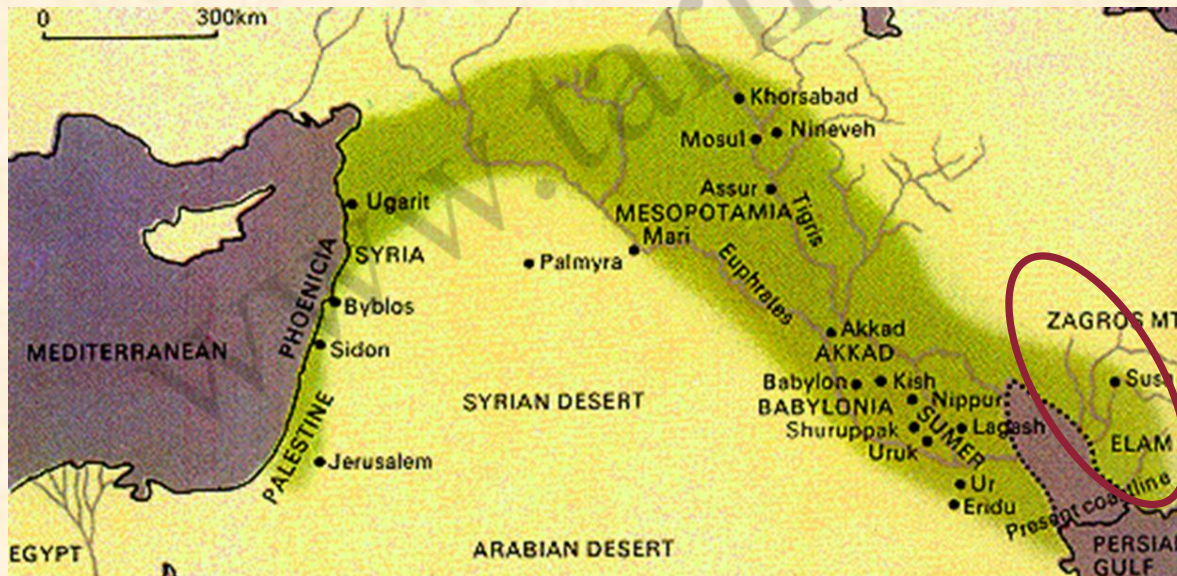 0 300km
Khorsabad
Mosul Nineveh
Assur
Tigris
MESOPOTAMIA
Ugarit
Mari
SYRIA
Palmyra
Euphrates
PHOENICIA
Byblos
ZAGROS MT
Akkad
MEDITERRANEAN
Sidon
AKKAD
Babylon Kish
Susa
SYRIAN DESERT
Nippur
BABYLONIA
PALESTINE
Shuruppak
SUMER
Lagash
ELAM
Uruk
Jerusalem
Ur
Eridu
Present coastline
EGYPT
ARABIAN DESERT
PERSIAN
GULF